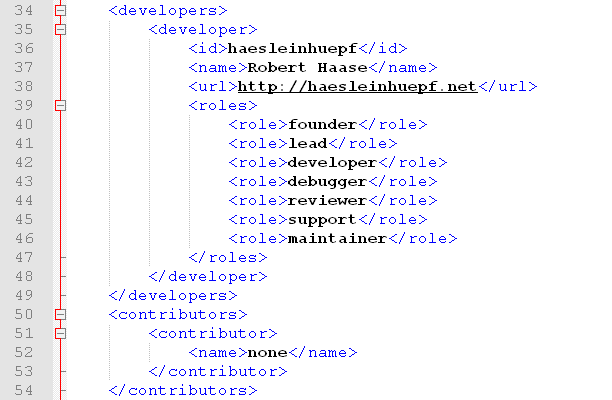 34 <developers>
35 <developer>
36 <id>haesleinhuepf</id>
37 <name>Robert Haase</name>
38 <url>http://haesleinhuepf.net</url>
39 <roles>
40 <role>founder</role>
41 <role>lead</role>
42 <role>developer</role>
43 <role>debugger</role>
44 <role>reviewer</role>
45 <role>support</role>
46 <role>maintainer</role>
47 </roles>
48 </developer>
49 </developers>
50 <contributors>
51 <contributor>
52 <name>none</name>
53 </contributor>
54 </contributors>